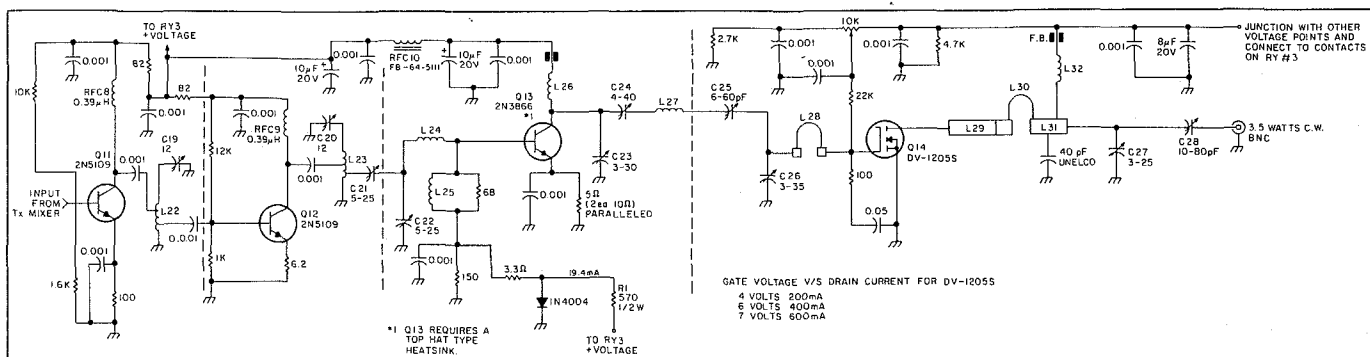 TO RY3
+VOLTAGE
0.001
10K
RFC8
0.39µH
82
82
0.001
C19
12
Q11
2N5109
0.001
INPUT
FROM
Tx MIXER
L22
0.001
0.001
1.6K
100
0.001
RFC9
0.39µH
12K
Q12
2N5109
1K
6.2
C20
12
0.001
L23
C21
5-25
0.001
10µF
20V
RFC10
FB-64-5111
10µF
20V
0.001
L26
Q13
2N3866
*1
L24
L25
68
C22
5-25
0.001
150
3.3Ω
19.4mA
1N4004
R1
570
1/2W
TO RY3
+VOLTAGE
*1 Q13 REQUIRES A
TOP HAT TYPE
HEATSINK.
0.001
5Ω
(2ea 10Ω)
PARALLELED
C23
3-30
C24
4-40
L27
C25
6-60pF
2.7K
0.001
0.001
10K
0.001
4.7K
22K
L28
C26
3-35
100
Q14
DV-1205S
0.05
L29
L30
L31
F.B.
L32
0.001
8µF
20V
40 pF
UNELCO
C27
3-25
C28
10-80pF
3.5 WATTS C.W.
BNC
JUNCTION WITH OTHER
VOLTAGE POINTS AND
CONNECT TO CONTACTS
ON RY #3
GATE VOLTAGE V/S DRAIN CURRENT FOR DV-1205S
4 VOLTS 200mA
6 VOLTS 400mA
7 VOLTS 600mA